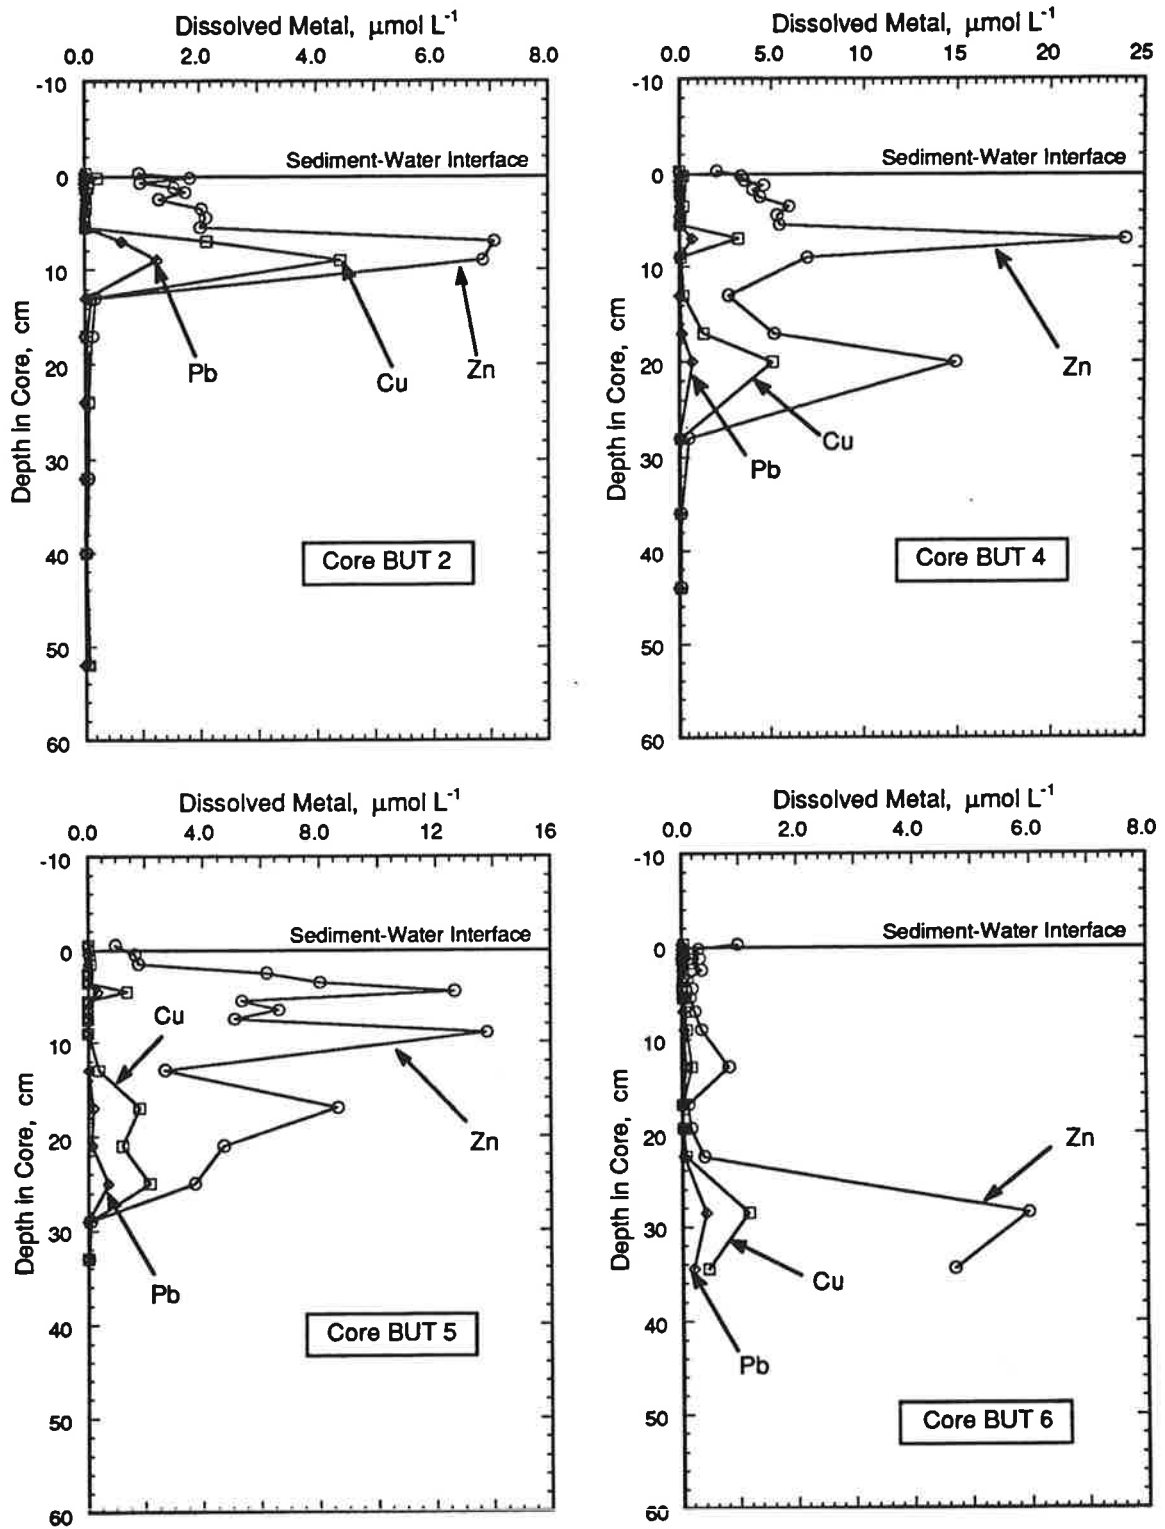 Dissolved Metal, µmol L-1
0.0 2.0 4.0 6.0 8.0
-10
Sediment-Water Interface
0
10
20
30
40
50
60
Depth in Core, cm
Pb
Cu
Zn
Core BUT 2
Dissolved Metal, µmol L-1
0.0 5.0 10 15 20 25
-10
Sediment-Water Interface
0
10
20
30
40
50
60
Depth in Core, cm
Zn
Cu
Pb
Core BUT 4
Dissolved Metal, µmol L-1
0.0 4.0 8.0 12 16
-10
Sediment-Water Interface
0
10
20
30
40
50
60
Depth in Core, cm
Cu
Zn
Pb
Core BUT 5
Dissolved Metal, µmol L-1
0.0 2.0 4.0 6.0 8.0
-10
Sediment-Water Interface
0
10
20
30
40
50
60
Depth in Core, cm
Zn
Cu
Pb
Core BUT 6